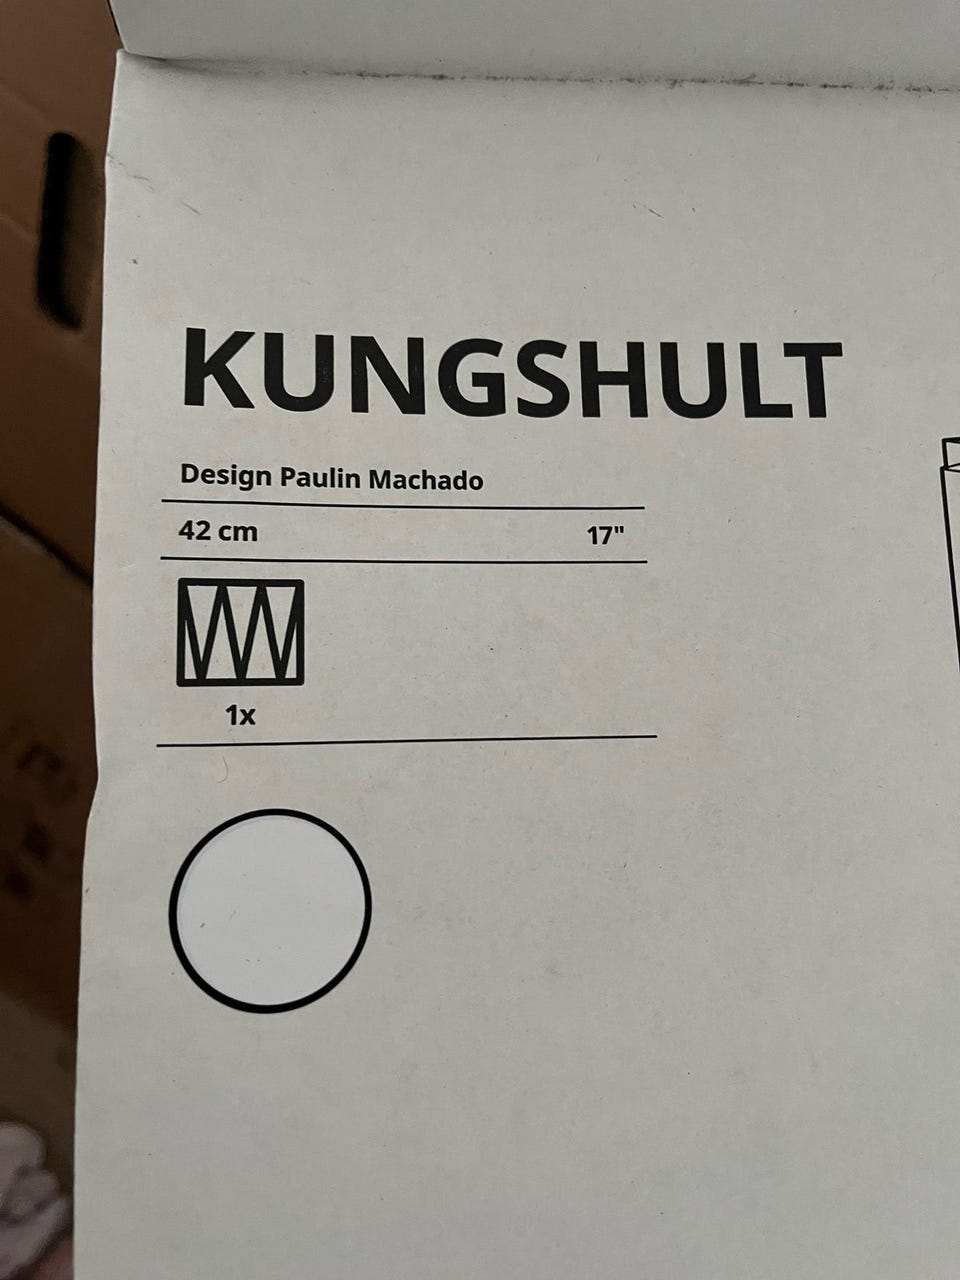 KUNGSHULT
Design Paulin Machado
42 cm 17"
1x